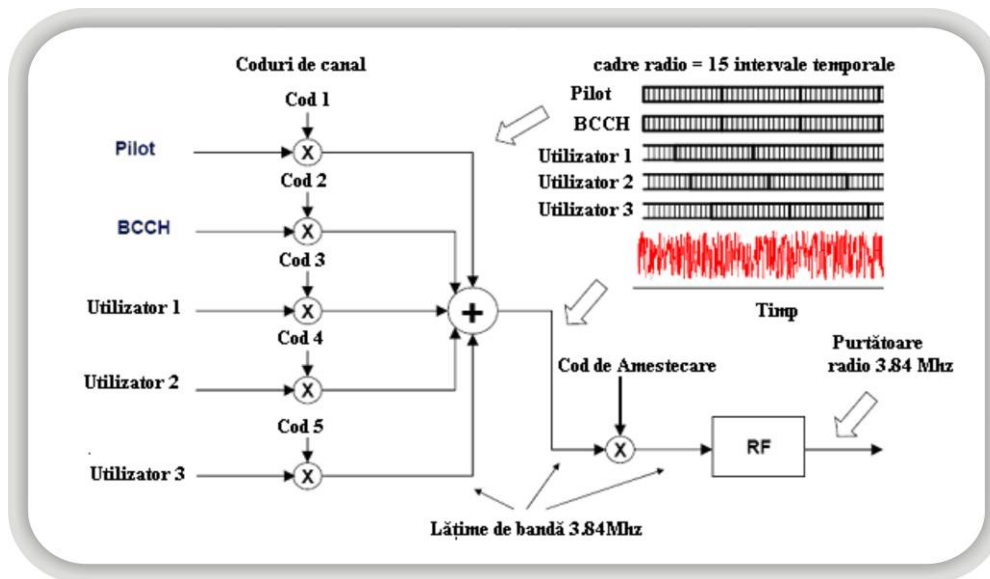 Coduri de canal
Cod 1
Pilot
X
Cod 2
BCCH
X
Cod 3
Utilizator 1
X
Cod 4
Utilizator 2
X
Cod 5
Utilizator 3
X
+
cadre radio = 15 intervale temporale
Pilot
BCCH
Utilizator 1
Utilizator 2
Utilizator 3
Timp
Cod de Amestecare
X
RF
Purtătoare
radio 3.84 Mhz
Lățime de bandă 3.84Mhz